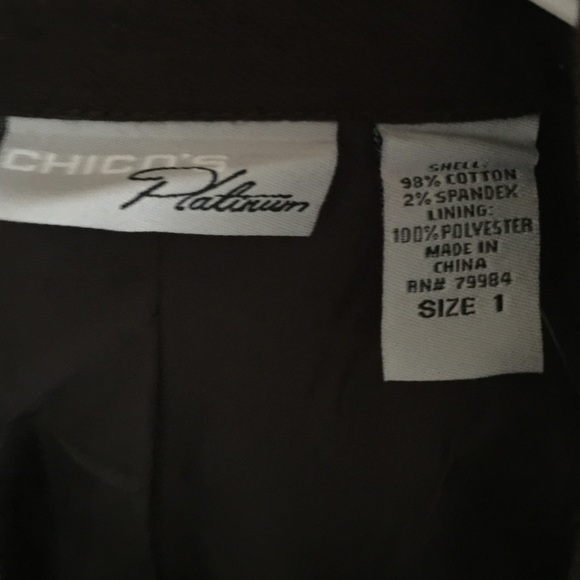 CHICO'S
Platinum
SHELL:
98% COTTON
2% SPANDEX
LINING:
100% POLYESTER
MADE IN
CHINA
RN# 79984
SIZE 1